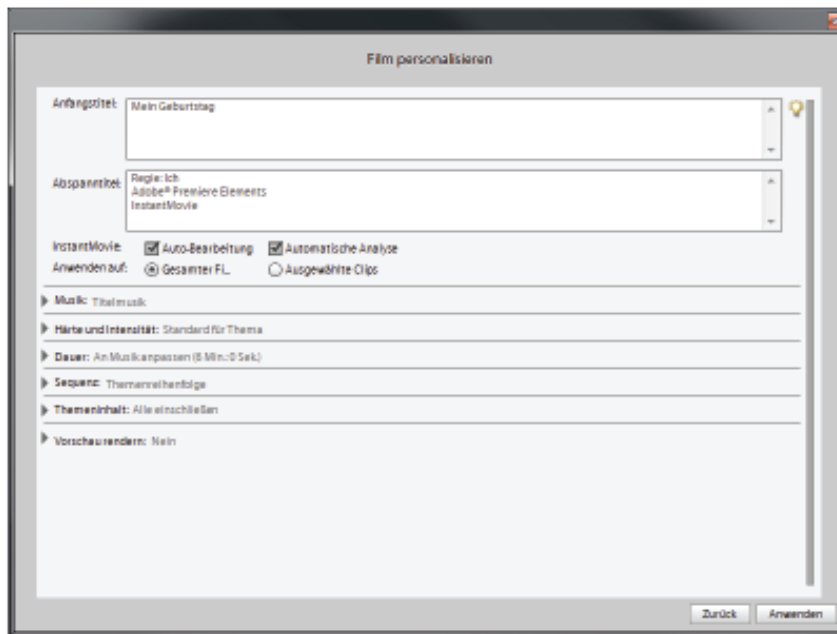 Film personalisieren
Anfangstitel: Mein Geburtstag
Abspanntitel: Regie: Ich
Adobe® Premiere Elements
InstantMovie
InstantMovie: Auto-Bearbeitung Automatische Analyse
Anwenden auf: Gesamter Fi... Ausgewählte Clips
Musik: Titelmusik
Härte und Intensität: Standard für Thema
Dauer: An Musik anpassen (6 Min.:0 Sek.)
Sequenz: Themenreihenfolge
Themeninhalt: Alle einschließen
Vorschau rendern: Nein
Zurück Anwenden